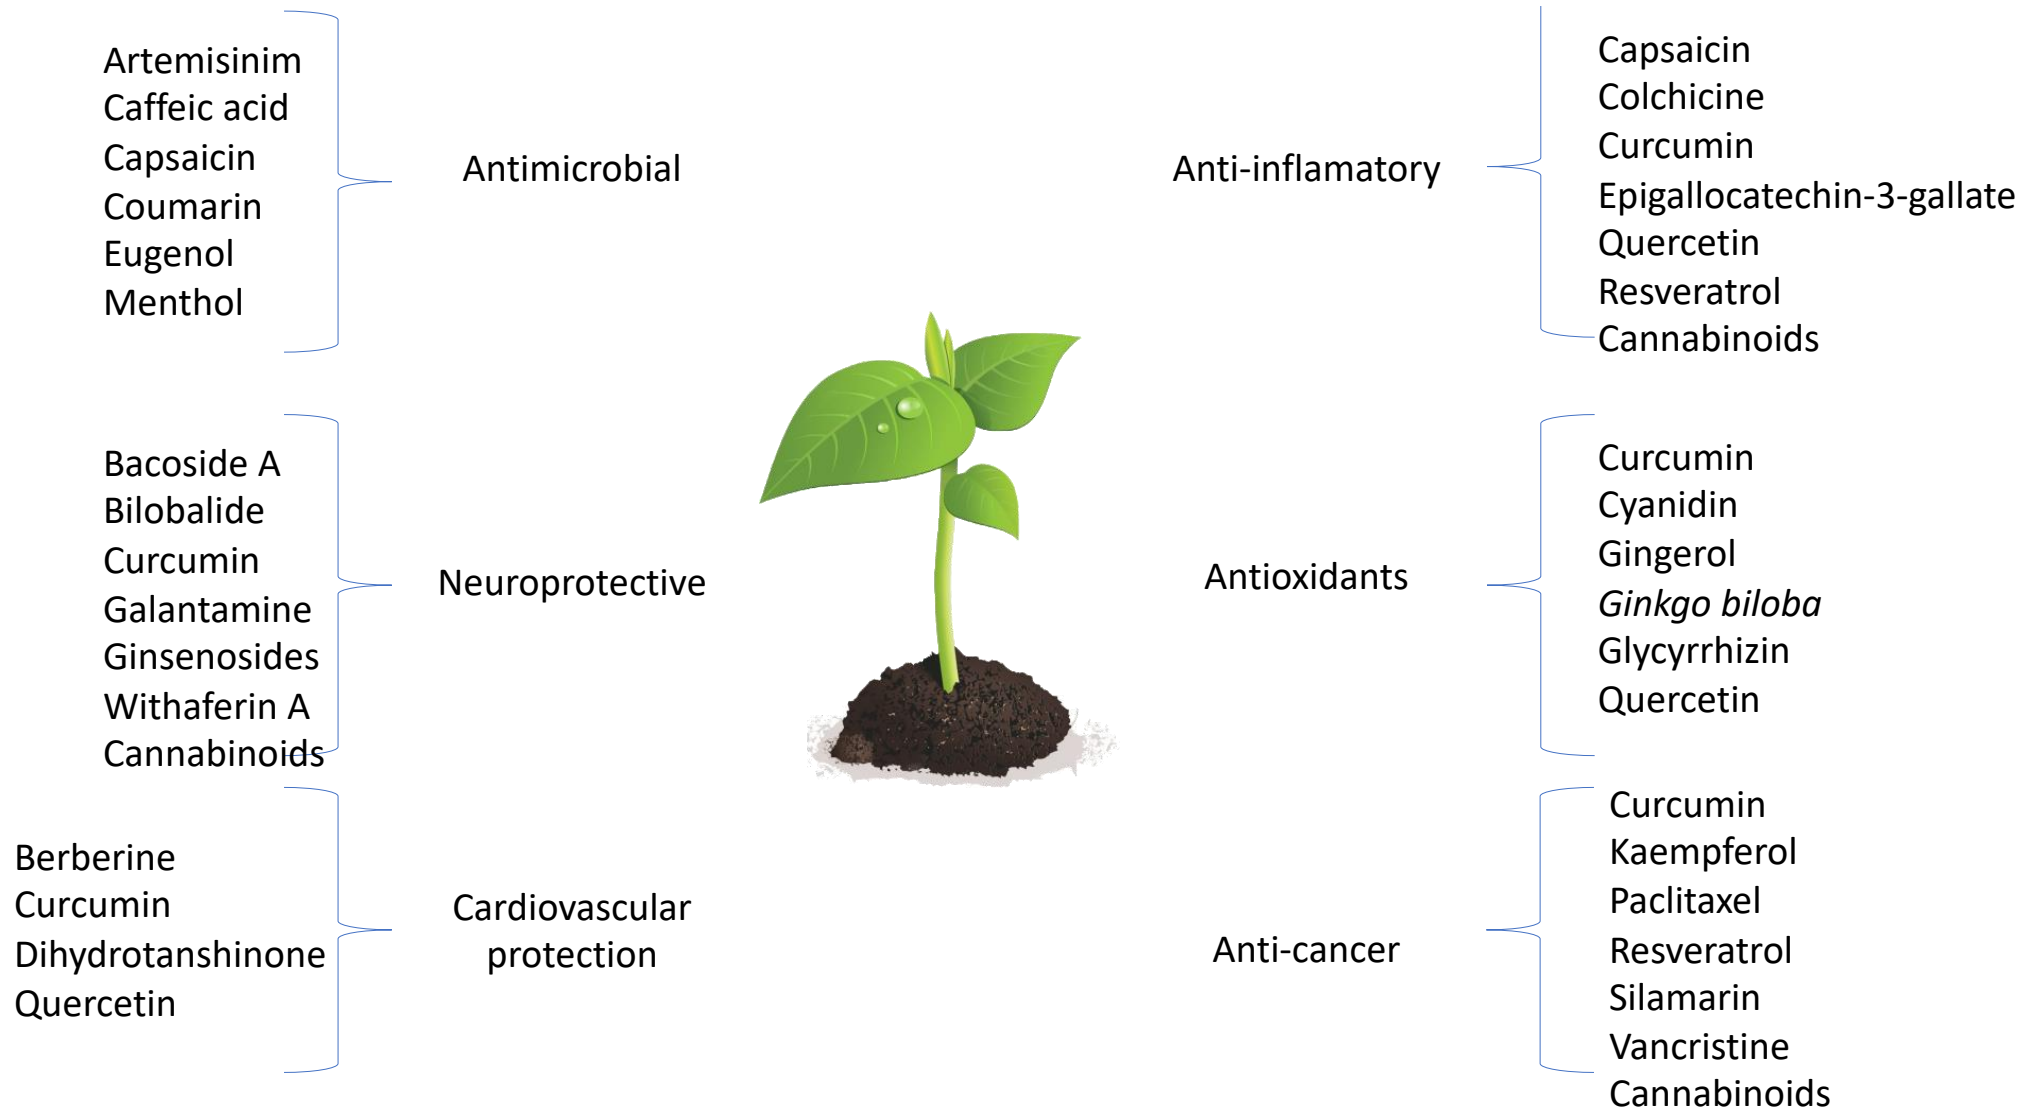 Artemisinim
Caffeic acid
Capsaicin
Coumarin
Eugenol
Menthol
Antimicrobial
Bacoside A
Bilobalide
Curcumin
Galantamine
Ginsenosides
Withaferin A
Cannabinoids
Neuroprotective
Berberine
Curcumin
Dihydrotanshinone
Quercetin
Cardiovascular
protection
Anti-inflamatory
Capsaicin
Colchicine
Curcumin
Epigallocatechin-3-gallate
Quercetin
Resveratrol
Cannabinoids
Antioxidants
Curcumin
Cyanidin
Gingerol
Ginkgo biloba
Glycyrrhizin
Quercetin
Anti-cancer
Curcumin
Kaempferol
Paclitaxel
Resveratrol
Silamarin
Vancristine
Cannabinoids